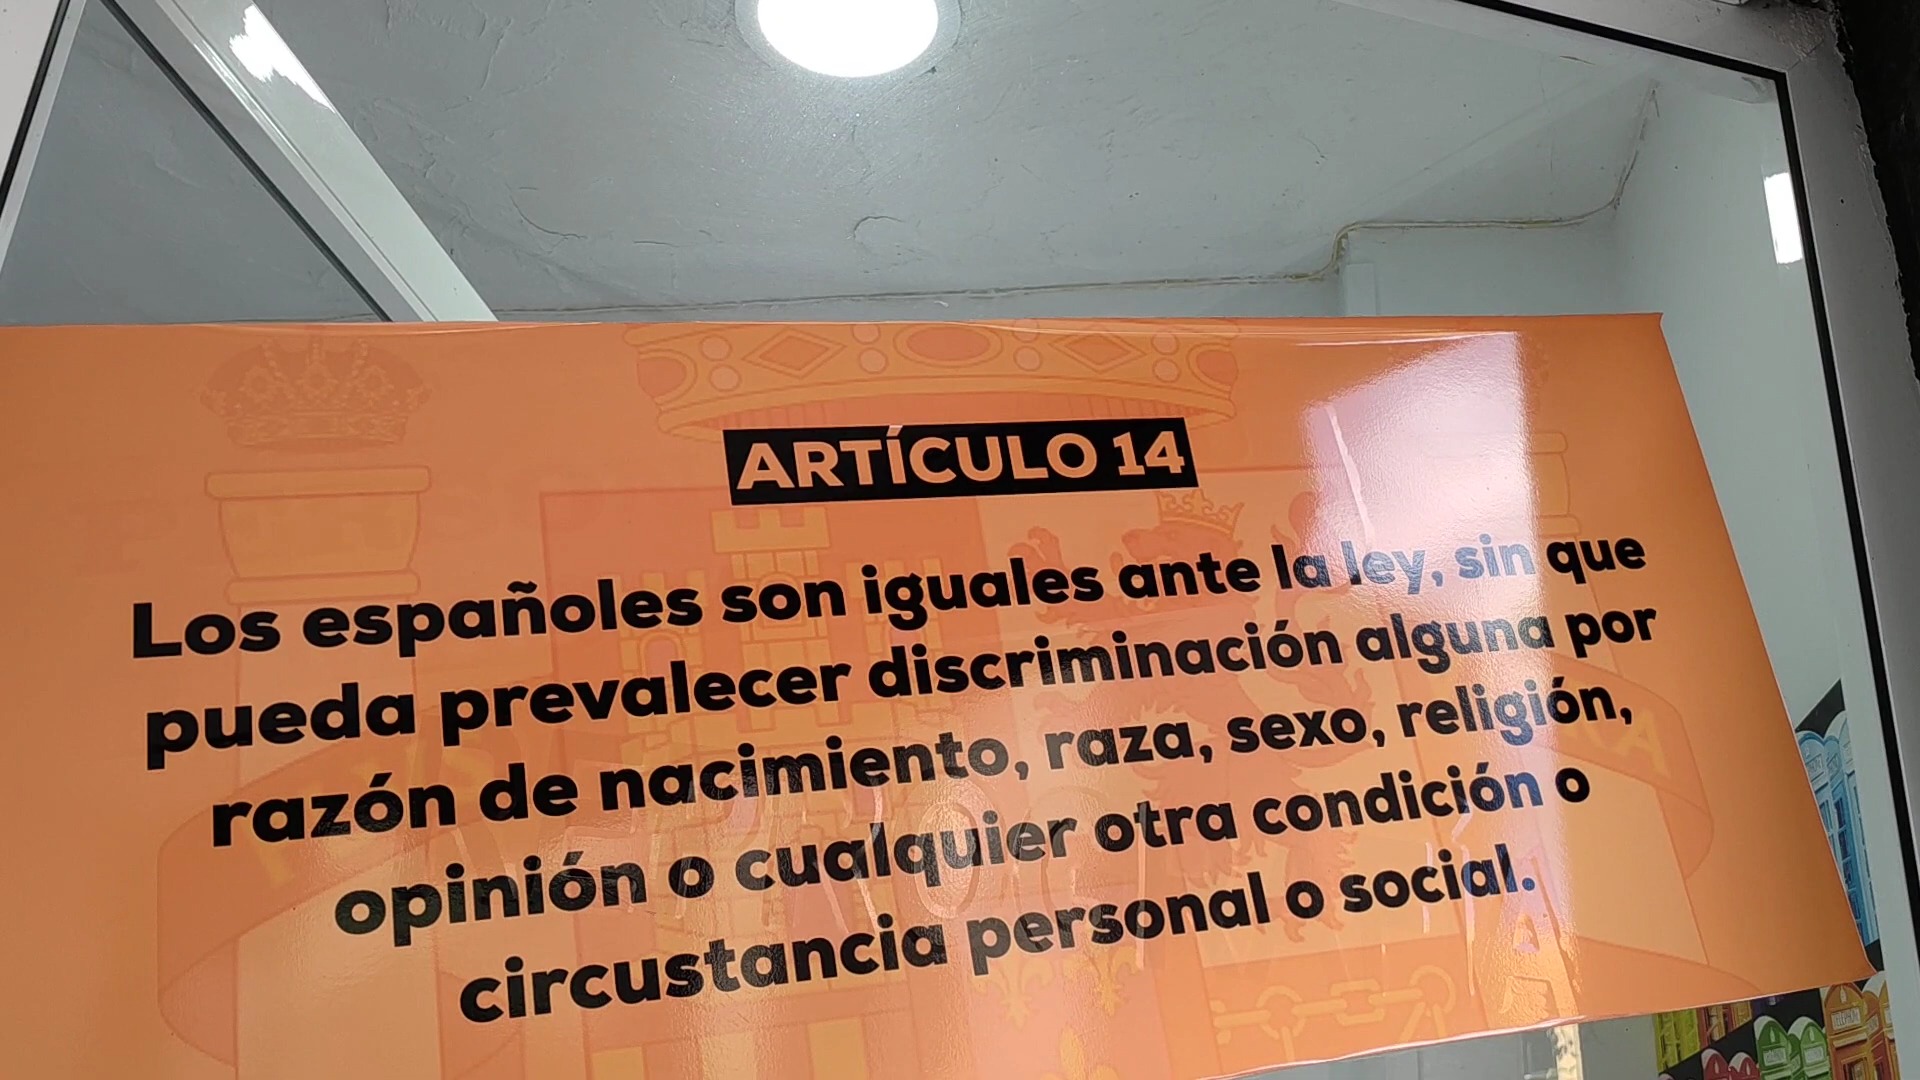 ARTÍCULO 14
Los españoles son iguales ante la ley, sin que
pueda prevalecer discriminación alguna por
razón de nacimiento, raza, sexo, religión,
opinión o cualquier otra condición o
circustancia personal o social.